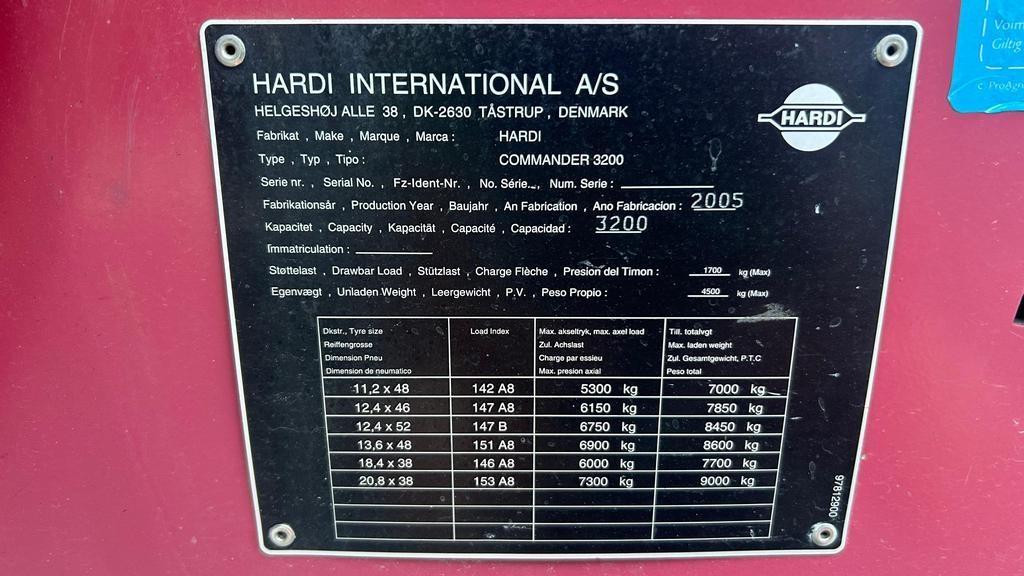 HARDI INTERNATIONAL A/S
HELGESHØJ ALLE 38 , DK-2630 TÅSTRUP , DENMARK
HARDI
Fabrikat , Make , Marque , Marca : HARDI
Type , Typ , Tipo : COMMANDER 3200
Serie nr. , Serial No. , Fz-Ident-Nr. , No. Série., Num. Serie :
Fabrikationsår , Production Year , Baujahr , An Fabrication , Ano Fabricacion : 2005
Kapacitet , Capacity , Kapacität , Capacité , Capacidad : 3200
Immatriculation :
Støttelast , Drawbar Load , Stützlast , Charge Flèche , Presion del Timon : 1700 kg (Max)
Egenvægt , Unladen Weight , Leergewicht , P.V. , Peso Propio : 4500 kg (Max)
Dkstr., Tyre size Load Index Max. akseltryk, max. axel load Till. totalvgt
Reiffengrosse Zul. Achslast Max. laden weight
Dimension Pneu Charge par essieu Zul. Gesamtgewicht, P.T.C
Dimension de neumatico Max. presion axial Peso total
11,2 x 48 142 A8 5300 kg 7000 kg
12,4 x 46 147 A8 6150 kg 7850 kg
12,4 x 52 147 B 6750 kg 8450 kg
13,6 x 48 151 A8 6900 kg 8600 kg
18,4 x 38 146 A8 6000 kg 7700 kg
20,8 x 38 153 A8 7300 kg 9000 kg
97812900
Voim
Giltig